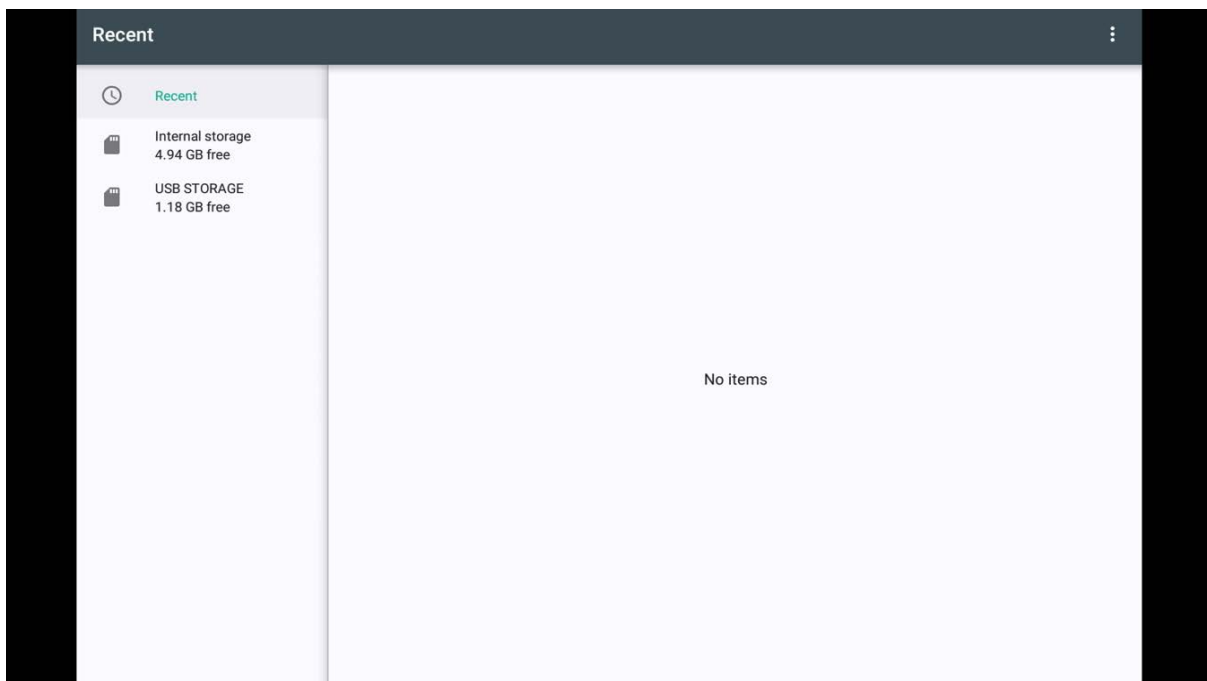 Recent
Recent
Internal storage
4.94 GB free
USB STORAGE
1.18 GB free
No items